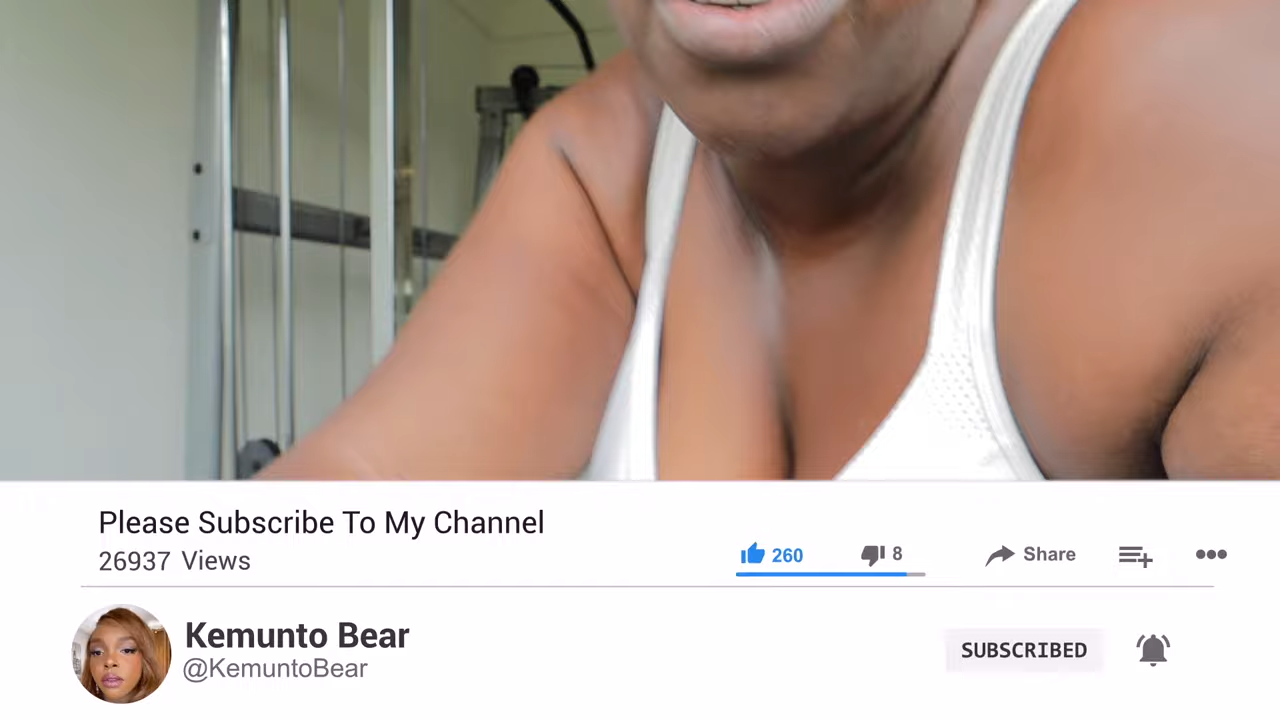 Please Subscribe To My Channel
26937 Views
260
8
Share
Kemunto Bear
@KemuntoBear
SUBSCRIBED